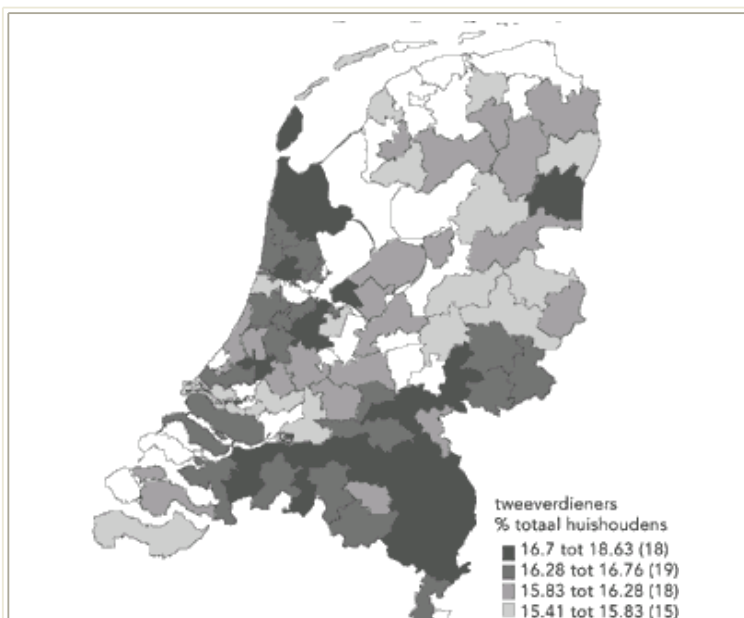 tweeverdieners
% totaal huishoudens
16.7 tot 18.63 (18)
16.28 tot 16.76 (19)
15.83 tot 16.28 (18)
15.41 tot 15.83 (15)